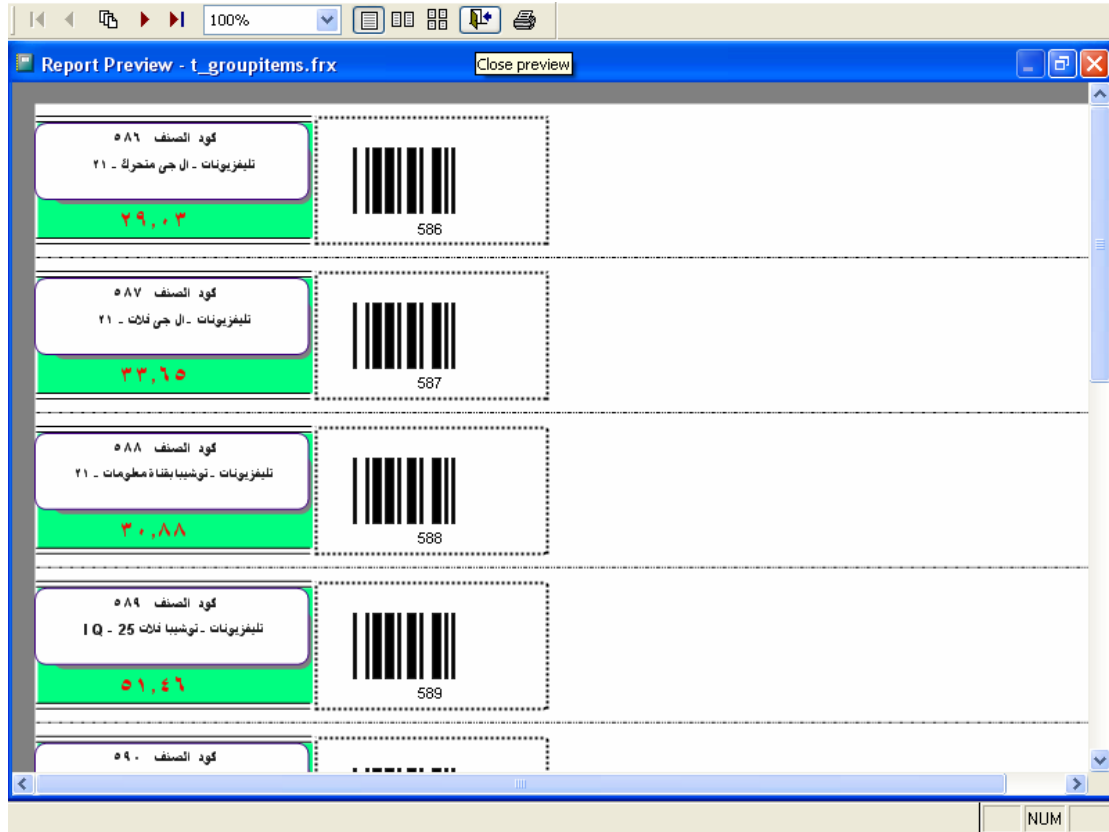 100%
Report Preview - t_groupitems.frx
Close preview
كود الصنف ٥٨٦
تليفزيونات - ال جى متحرك - ٢١
٢٩,٠٣
586
كود الصنف ٥٨٧
تليفزيونات - ال جى فلات - ٢١
٣٣,٦٥
587
كود الصنف ٥٨٨
تليفزيونات - توشيبا بقناة معلومات - ٢١
٣٠,٨٨
588
كود الصنف ٥٨٩
تليفزيونات - توشيبا فلات 25 - I Q
٥١,٤٦
589
كود الصنف ٥٩٠
NUM